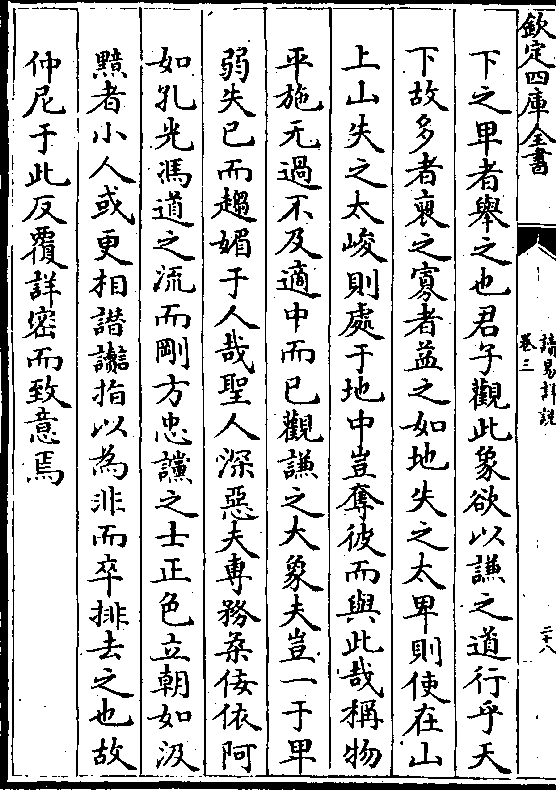 欽定四庫全書
讀易詳說
卷三
二十八
下之卑者舉之也君子觀此象欲以謙之道行乎天
下故多者裒之寡者益之如地失之太卑則使在山
上山失之太峻則處于地中豈奪彼而與此哉稱物
平施无過不及適中而已觀謙之大象夫豈一于卑
弱失已而趨媚于人哉聖人深惡夫專務柔佞依阿
如孔光馮道之流而剛方忠讜之士正色立朝如汲
黯者小人或更相譖讟指以為非而卒排去之也故
仲尼于此反覆詳密而致意焉